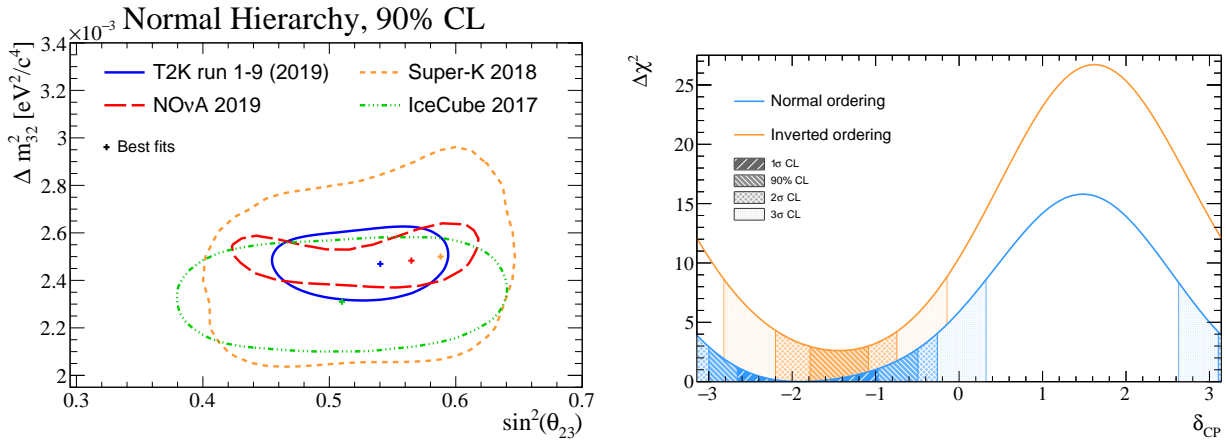 Normal Hierarchy, 90% CL
×10⁻³
Δ m²₃₂ [eV²/c⁴]
3.4
3.2
3
2.8
2.6
2.4
2.2
2
T2K run 1-9 (2019)
Super-K 2018
NOνA 2019
IceCube 2017
Best fits
0.3 0.4 0.5 0.6 0.7
sin²(θ₂₃)
Δχ²
25
20
15
10
5
0
Normal ordering
Inverted ordering
1σ CL
90% CL
2σ CL
3σ CL
−3 −2 −1 0 1 2 3
δ_CP